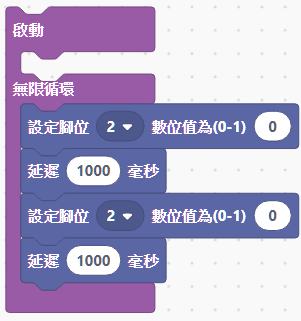 啟動
無限循環
設定腳位 2 數位值為(0-1) 0
延遲 1000 毫秒
設定腳位 2 數位值為(0-1) 0
延遲 1000 毫秒